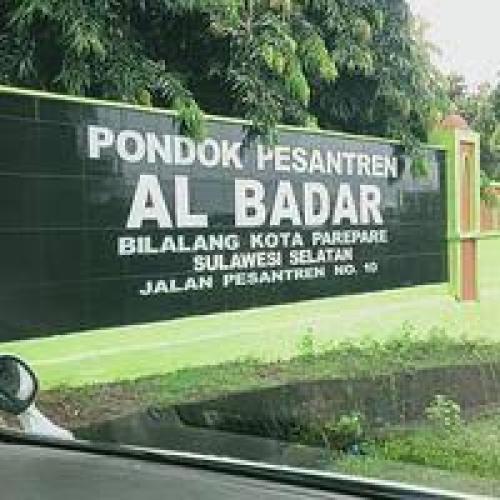 PONDOK PESANTREN
AL BADAR
BILALANG KOTA PAREPARE
SULAWESI SELATAN
JALAN PESANTREN NO. 10